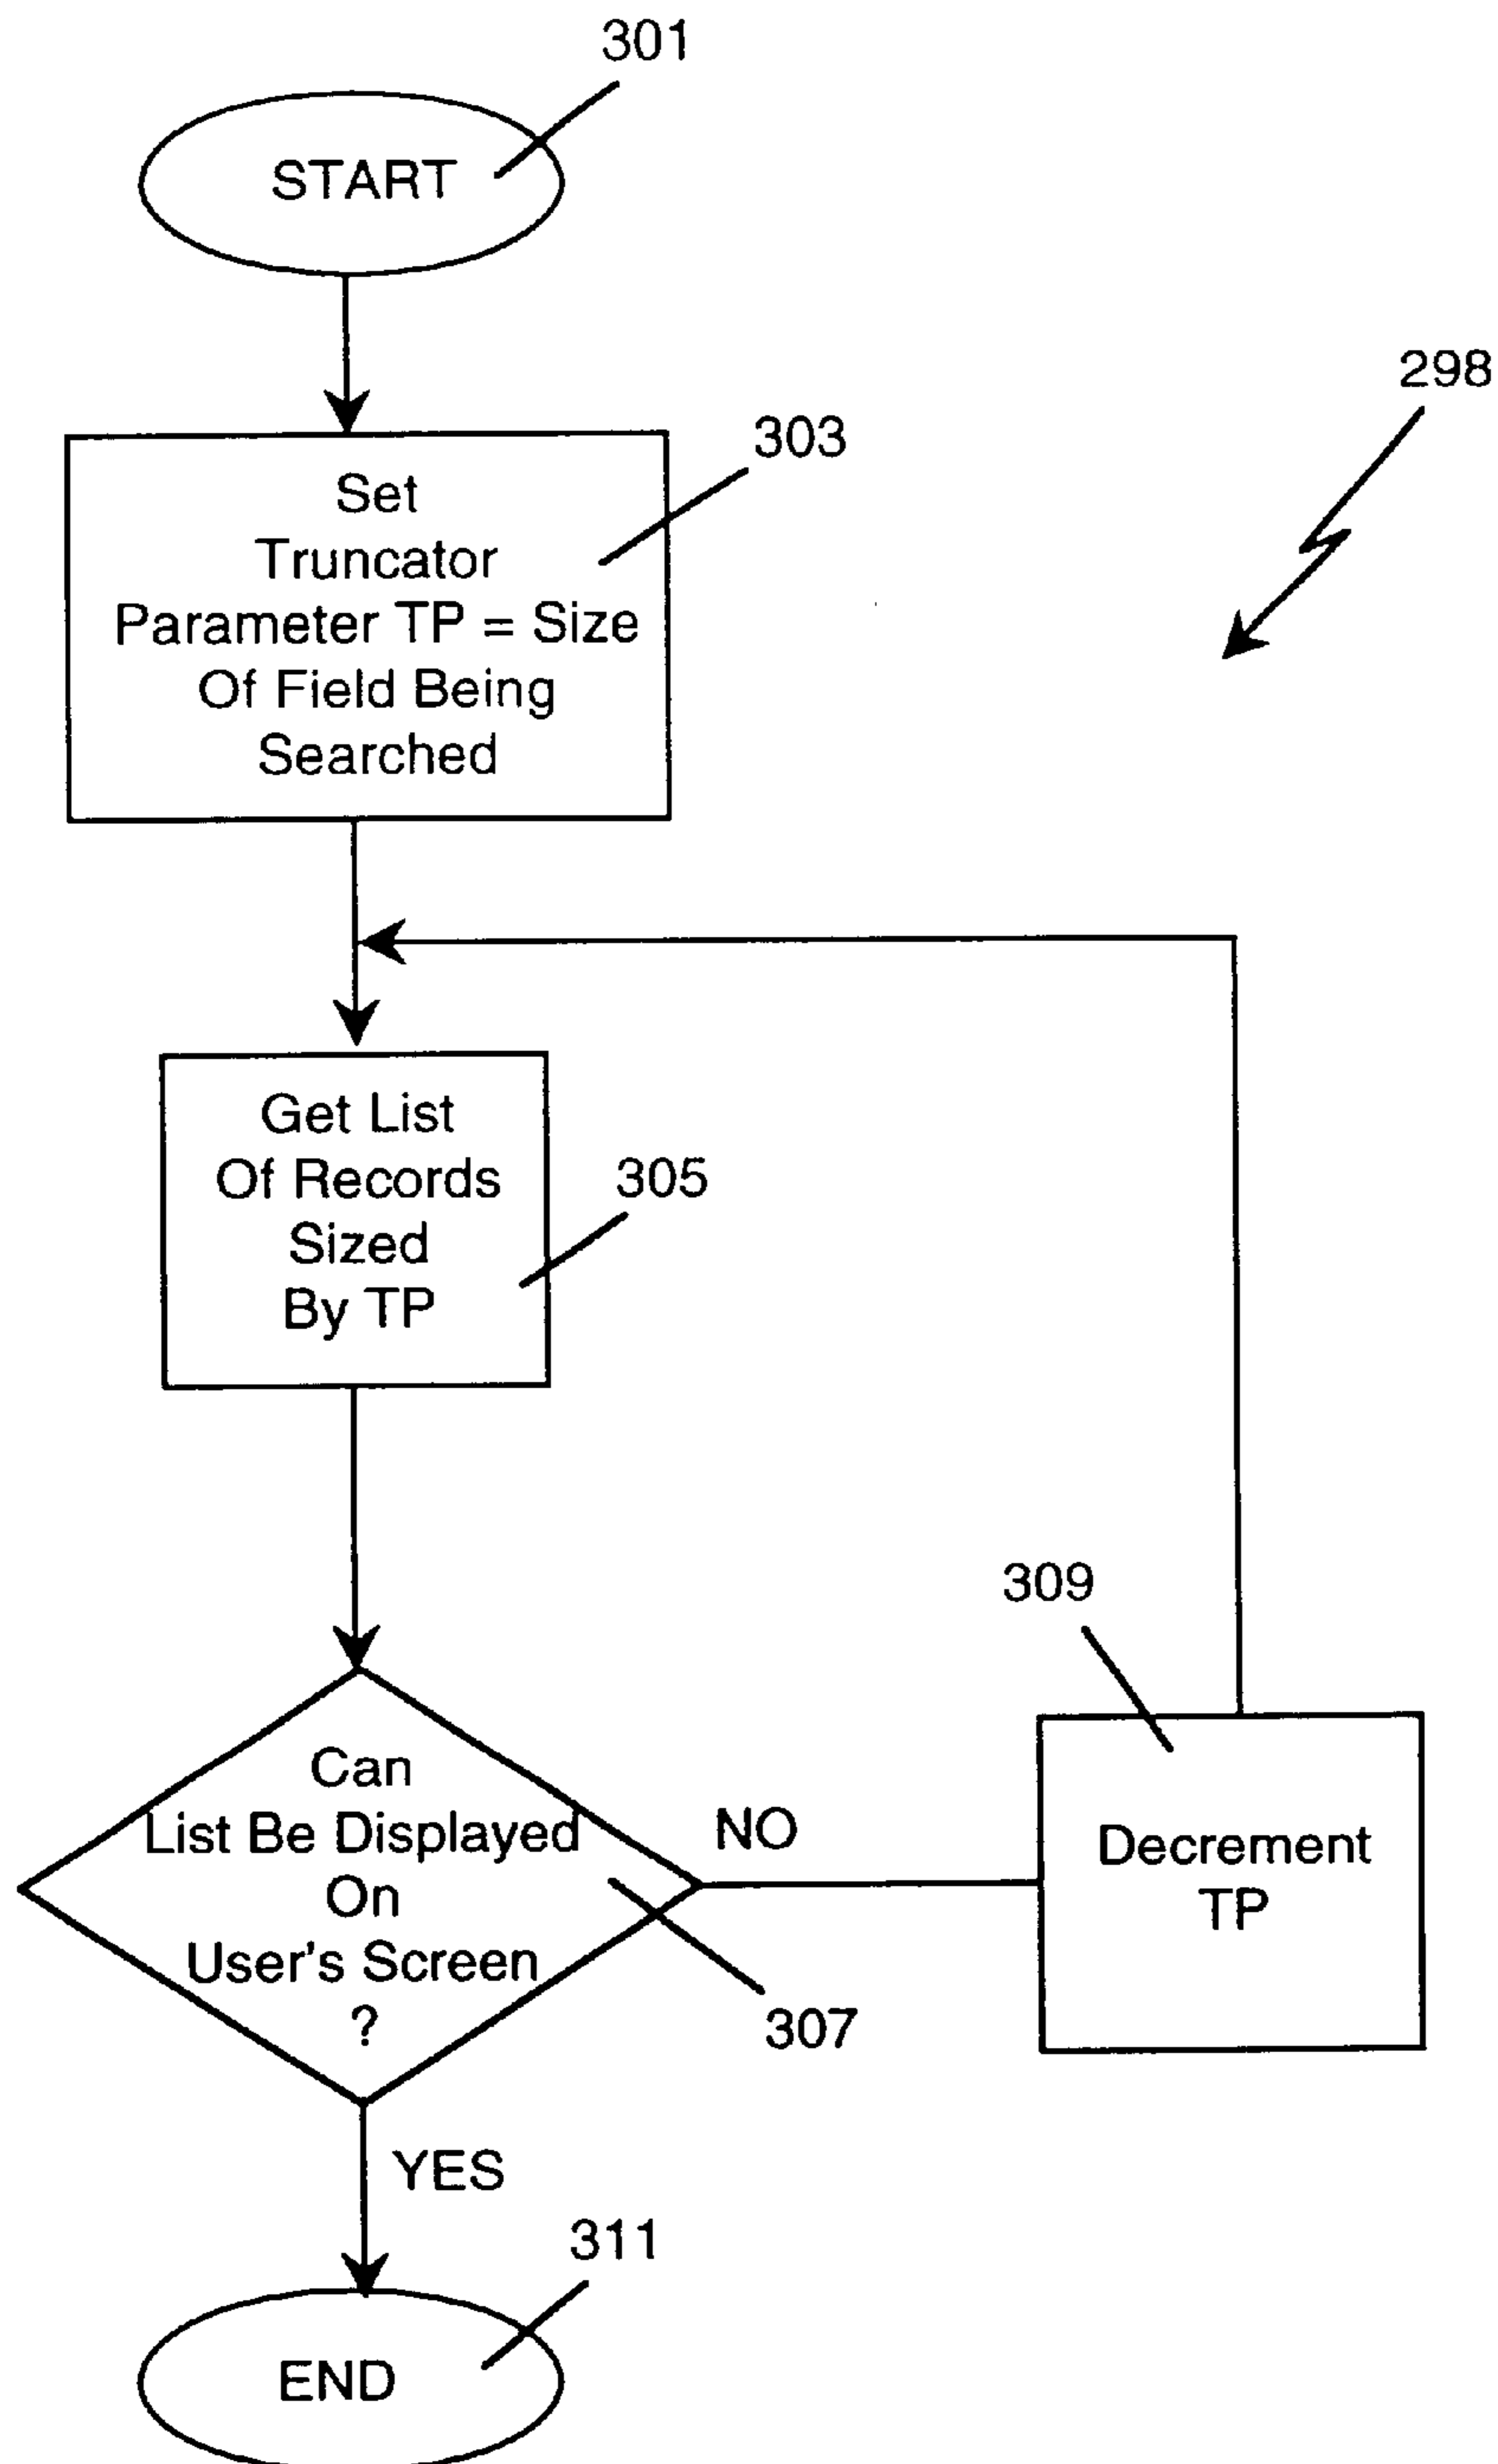 301
START
298
303
Set
Truncator
Parameter TP = Size
Of Field Being
Searched
Get List
Of Records
Sized
By TP
305
309
Can
List Be Displayed
On
User's Screen
?
NO
Decrement
TP
307
YES
311
END